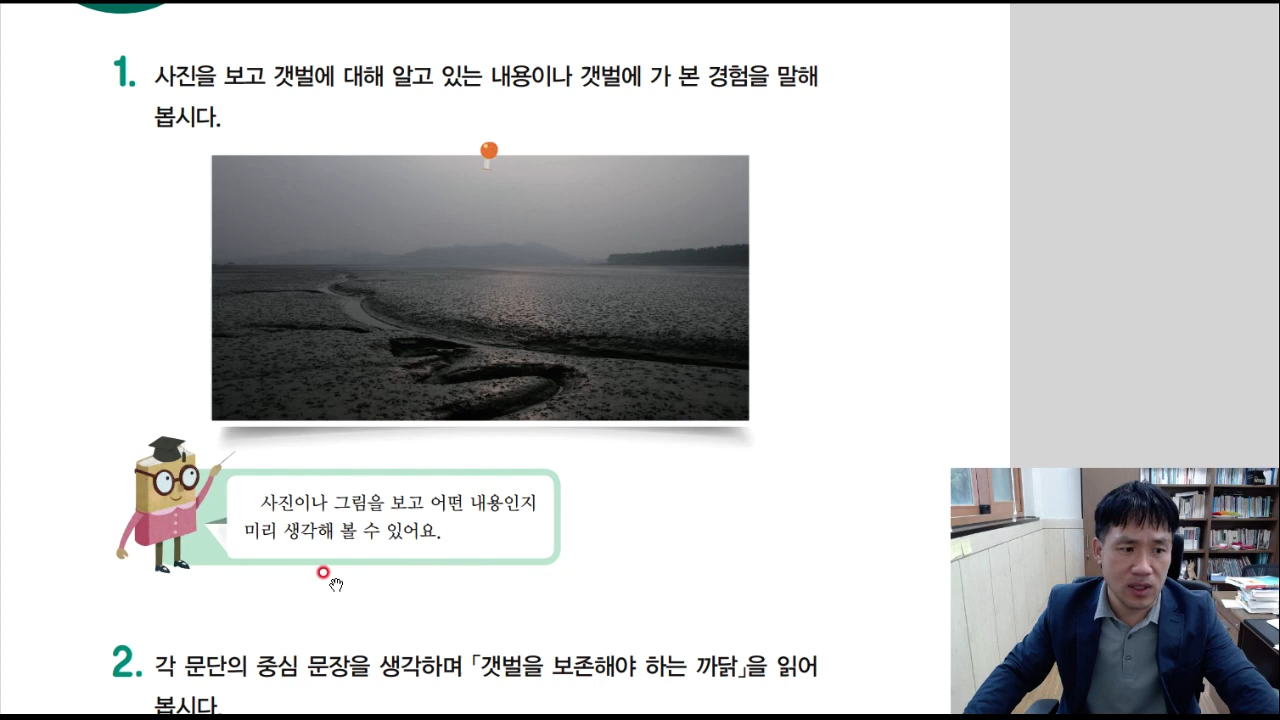 1. 사진을 보고 갯벌에 대해 알고 있는 내용이나 갯벌에 가 본 경험을 말해
봅시다.
사진이나 그림을 보고 어떤 내용인지
미리 생각해 볼 수 있어요.
2. 각 문단의 중심 문장을 생각하며 「갯벌을 보존해야 하는 까닭」을 읽어
봅시다.